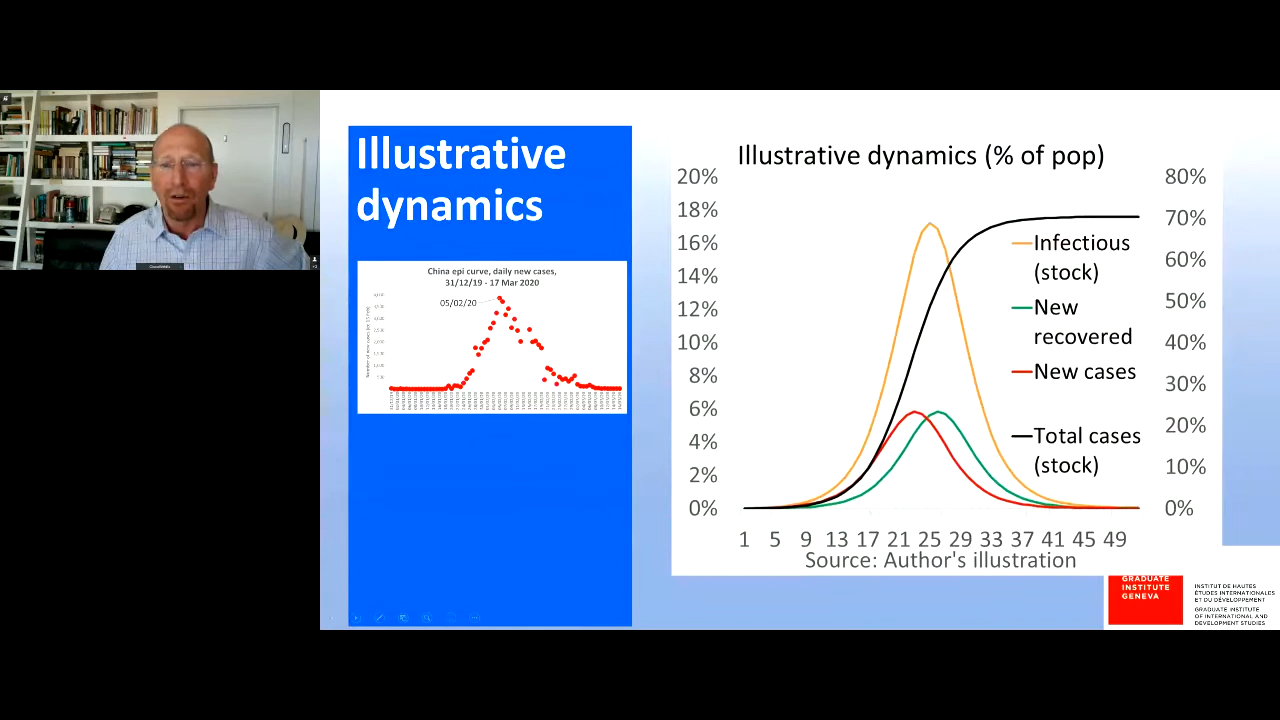 Illustrative
dynamics
China epi curve, daily new cases,
31/12/19 - 17 Mar 2020
05/02/20
Illustrative dynamics (% of pop)
20%
18%
16%
14%
12%
10%
8%
6%
4%
2%
0%
80%
70%
60%
50%
40%
30%
20%
10%
0%
Infectious
(stock)
New
recovered
New cases
Total cases
(stock)
1 5 9 13 17 21 25 29 33 37 41 45 49
Source: Author's illustration
GRADUATE
INSTITUTE
GENEVA
INSTITUT DE HAUTES
ÉTUDES INTERNATIONALES
ET DU DÉVELOPPEMENT
GRADUATE INSTITUTE
OF INTERNATIONAL AND
DEVELOPMENT STUDIES